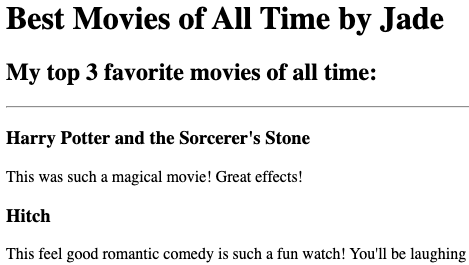 Best Movies of All Time by Jade
My top 3 favorite movies of all time:
Harry Potter and the Sorcerer's Stone
This was such a magical movie! Great effects!
Hitch
This feel good romantic comedy is such a fun watch! You'll be laughing